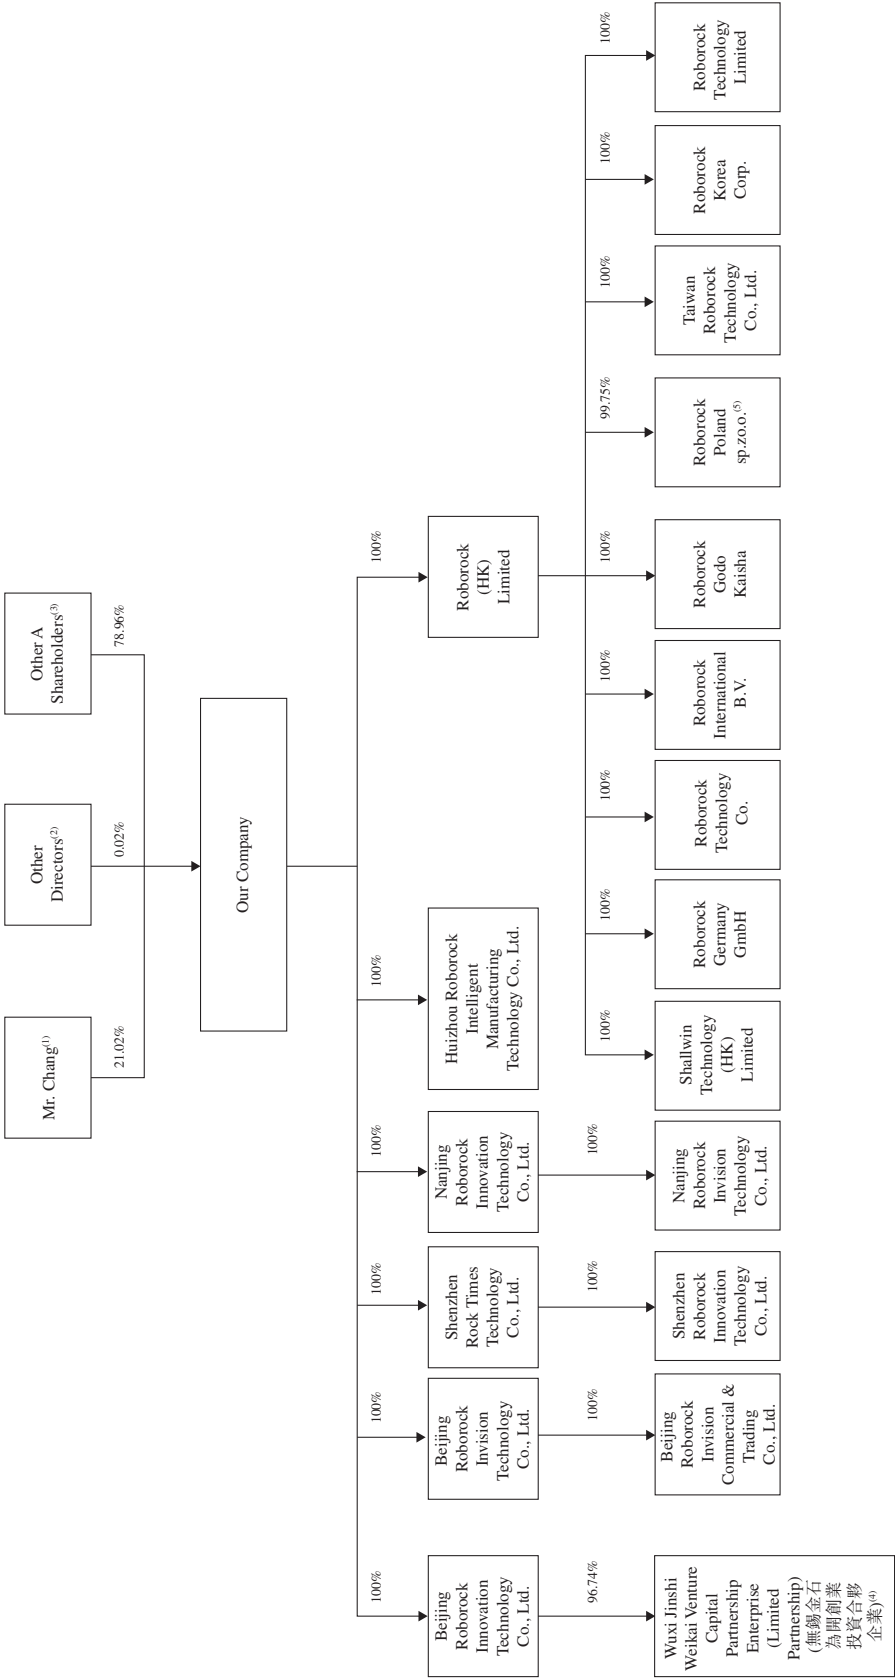 Mr. Chang(1)
Other
Directors(2)
Other A
Shareholders(3)
21.02%
0.02%
78.96%
Our Company
100%
100%
100%
100%
100%
100%
Beijing
Roborock
Innovation
Technology
Co., Ltd.
Beijing
Roborock
Invision
Technology
Co., Ltd.
Shenzhen
Rock Times
Technology
Co., Ltd.
Nanjing
Roborock
Innovation
Technology
Co., Ltd.
Huizhou Roborock
Intelligent
Manufacturing
Technology Co., Ltd.
Roborock
(HK)
Limited
96.74%
100%
100%
100%
100%
100%
100%
100%
100%
99.75%
100%
100%
100%
Wuxi Jinshi
Weikai Venture
Capital
Partnership
Enterprise
(Limited
Partnership)
(無錫金石
為開創業
投資合夥
企業)(4)
Beijing
Roborock
Invision
Commercial &
Trading
Co., Ltd.
Shenzhen
Roborock
Innovation
Technology
Co., Ltd.
Nanjing
Roborock
Invision
Technology
Co., Ltd.
Shallwin
Technology
(HK)
Limited
Roborock
Germany
GmbH
Roborock
Technology
Co.
Roborock
International
B.V.
Roborock
Godo
Kaisha
Roborock
Poland
sp.zo.o.(5)
Taiwan
Roborock
Technology
Co., Ltd.
Roborock
Korea
Corp.
Roborock
Technology
Limited